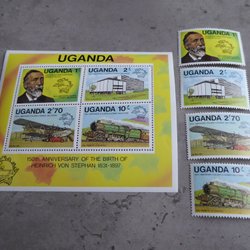 UGANDA
UGANDA 1/-
UGANDA 2/-
UGANDA 2'70
UGANDA 10/-
150th ANNIVERSARY OF THE BIRTH OF
HEINRICH VON STEPHAN 1831-1897
UGANDA 1/-
UGANDA 2/-
UGANDA 2'70
UGANDA 10/-